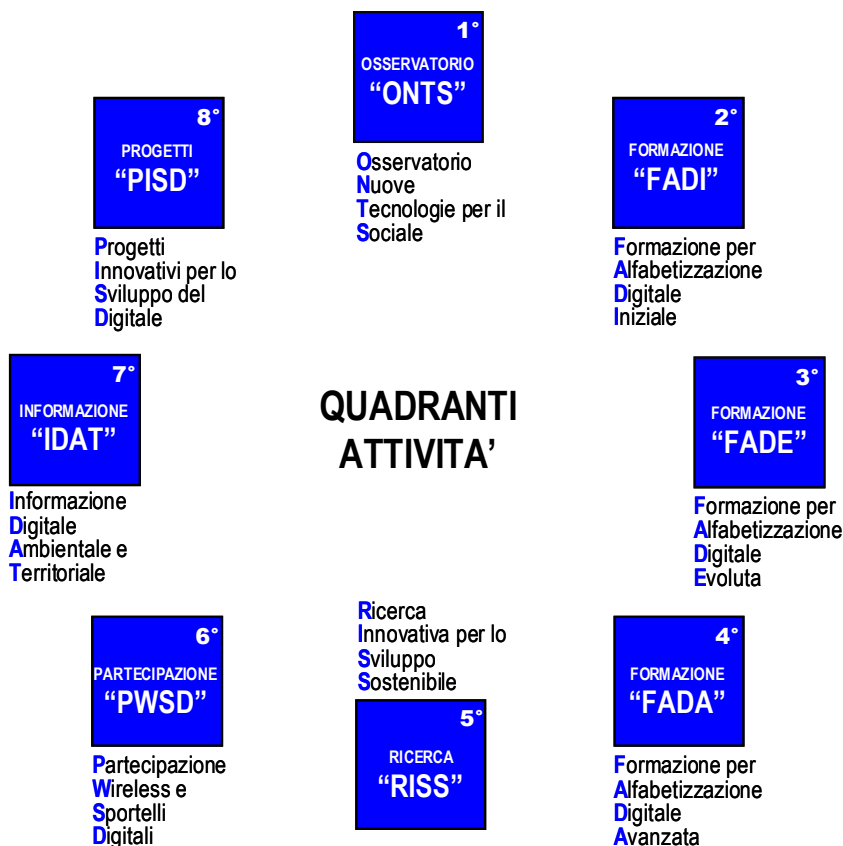 1°
OSSERVATORIO
“ONTS”
Osservatorio
Nuove
Tecnologie per il
Sociale
2°
FORMAZIONE
“FADI”
Formazione per
Alfabetizzazione
Digitale
Iniziale
3°
FORMAZIONE
“FADE”
Formazione per
Alfabetizzazione
Digitale
Evoluta
4°
FORMAZIONE
“FADA”
Formazione per
Alfabetizzazione
Digitale
Avanzata
Ricerca
Innovativa per lo
Sviluppo
Sostenibile
5°
RICERCA
“RISS”
6°
PARTECIPAZIONE
“PWSD”
Partecipazione
Wireless e
Sportelli
Digitali
7°
INFORMAZIONE
“IDAT”
Informazione
Digitale
Ambientale e
Territoriale
8°
PROGETTI
“PISD”
Progetti
Innovativi per lo
Sviluppo del
Digitale
QUADRANTI
ATTIVITA’